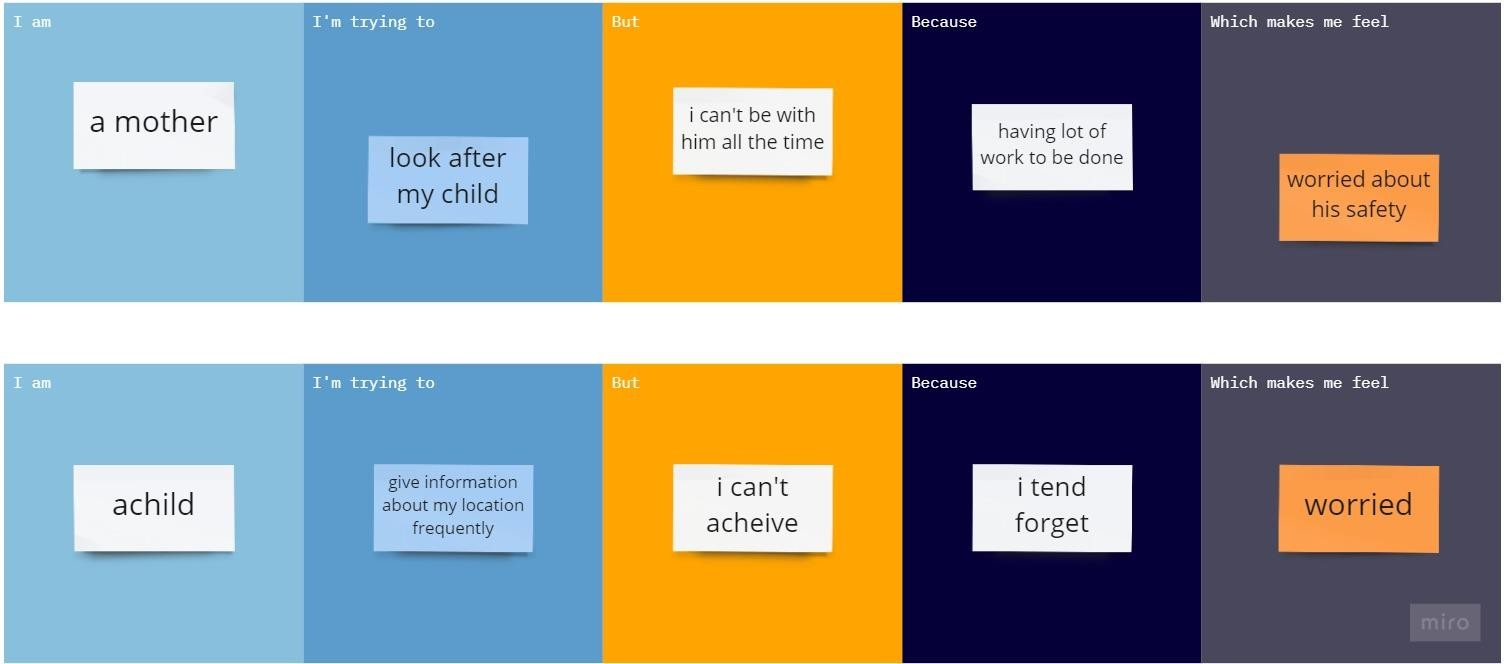 I am
I'm trying to
But
Because
Which makes me feel
a mother
look after
my child
i can't be with
him all the time
having lot of
work to be done
worried about
his safety
I am
I'm trying to
But
Because
Which makes me feel
achild
give information
about my location
frequently
i can't
acheive
i tend
forget
worried
miro